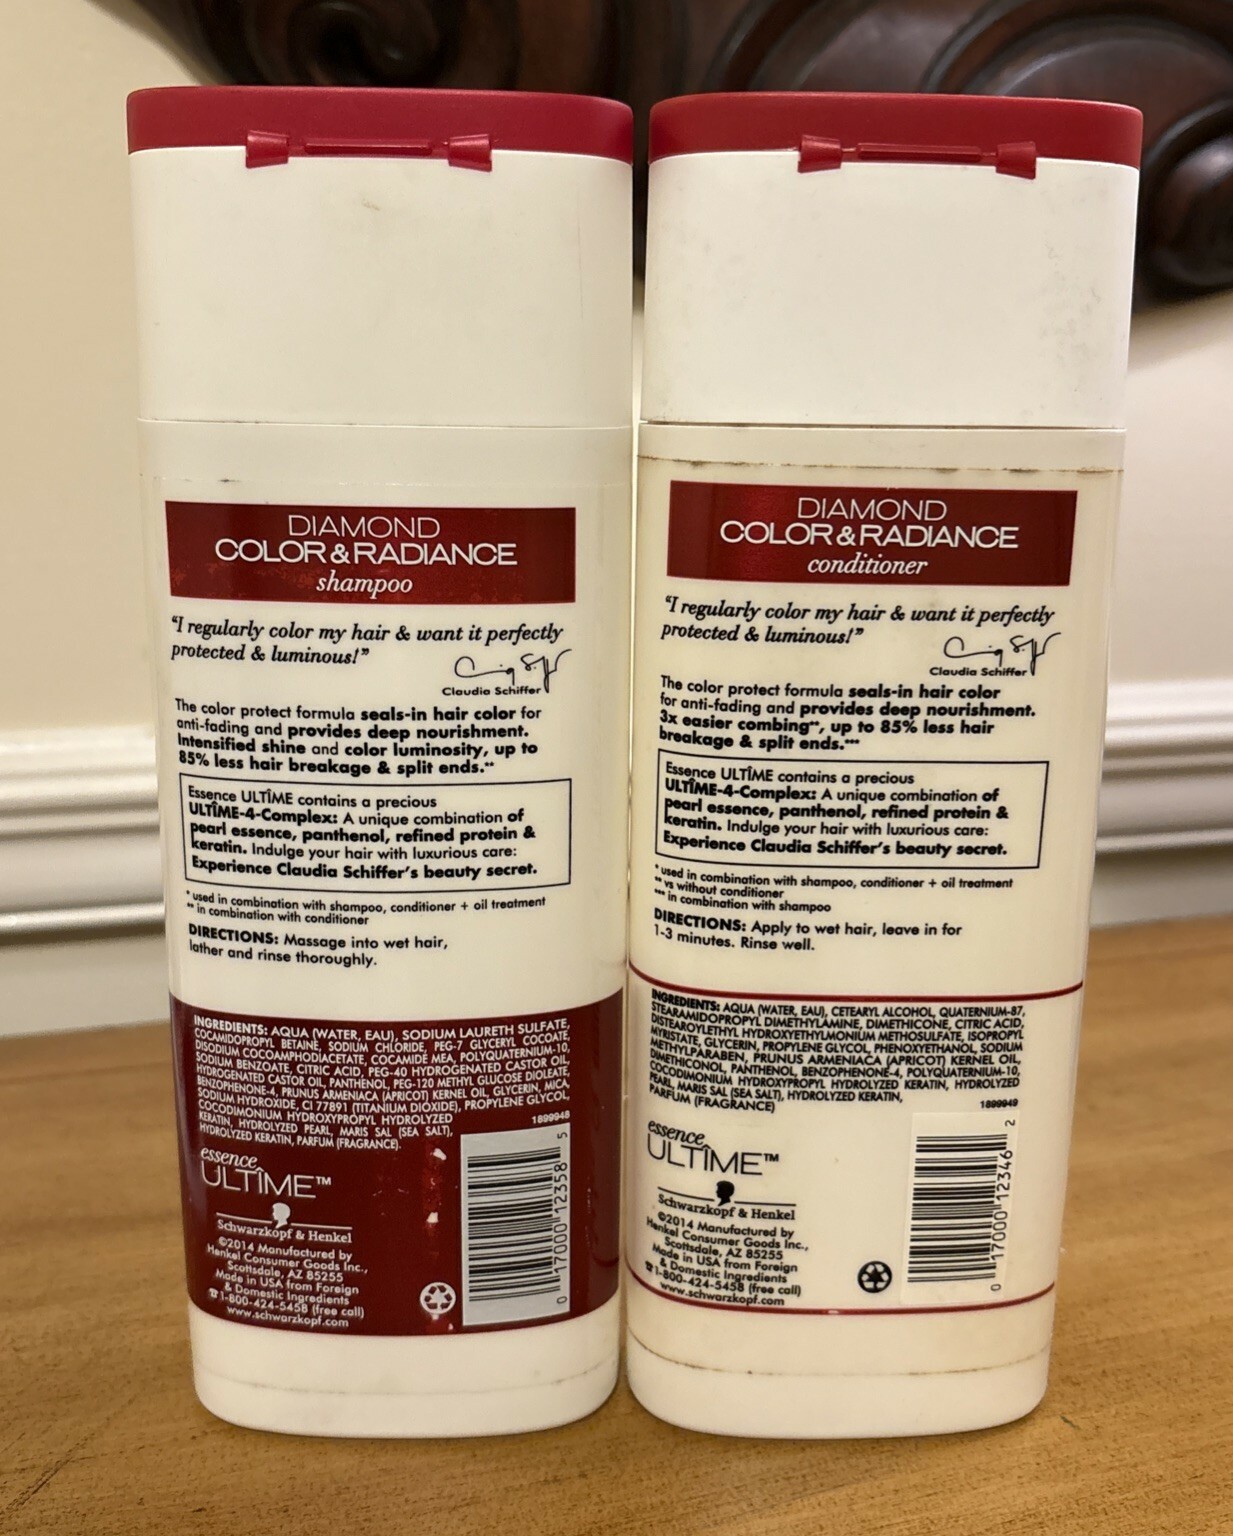 DIAMOND
COLOR & RADIANCE
shampoo
"I regularly color my hair & want it perfectly
protected & luminous!"
Claudia Schiffer
The color protect formula seals-in hair color for
anti-fading and provides deep nourishment.
Intensified shine and color luminosity, up to
85% less hair breakage & split ends.**
Essence ULTÎME contains a precious
ULTÎME-4-Complex: A unique combination of
pearl essence, panthenol, refined protein &
keratin. Indulge your hair with luxurious care:
Experience Claudia Schiffer's beauty secret.
* used in combination with shampoo, conditioner + oil treatment
** in combination with conditioner
DIRECTIONS: Massage into wet hair,
lather and rinse thoroughly.
INGREDIENTS: AQUA (WATER, EAU), SODIUM LAURETH SULFATE,
COCAMIDOPROPYL BETAINE, SODIUM CHLORIDE, PEG-7 GLYCERYL COCOATE,
DISODIUM COCOAMPHODIACETATE, COCAMIDE MEA, POLYQUATERNIUM-10,
SODIUM BENZOATE, CITRIC ACID, PEG-40 HYDROGENATED CASTOR OIL,
HYDROGENATED CASTOR OIL, PANTHENOL, PEG-120 METHYL GLUCOSE DIOLEATE,
BENZOPHENONE-4, PRUNUS ARMENIACA (APRICOT) KERNEL OIL, GLYCERIN, MICA,
SODIUM HYDROXIDE, CI 77891 (TITANIUM DIOXIDE), PROPYLENE GLYCOL,
COCODIMONIUM HYDROXYPROPYL HYDROLYZED
KERATIN, HYDROLYZED PEARL, MARIS SAL (SEA SALT),
HYDROLYZED KERATIN, PARFUM (FRAGRANCE).
1899948
essence
ULTÎME™
Schwarzkopf & Henkel
©2014 Manufactured by
Henkel Consumer Goods Inc.,
Scottsdale, AZ 85255
Made in USA from Foreign
& Domestic Ingredients
☎1-800-424-5458 (free call)
www.schwarzkopf.com
0 17000 12358 5
DIAMOND
COLOR & RADIANCE
conditioner
"I regularly color my hair & want it perfectly
protected & luminous!"
Claudia Schiffer
The color protect formula seals-in hair color
for anti-fading and provides deep nourishment.
3x easier combing**, up to 85% less hair
breakage & split ends.***
Essence ULTÎME contains a precious
ULTÎME-4-Complex: A unique combination of
pearl essence, panthenol, refined protein &
keratin. Indulge your hair with luxurious care:
Experience Claudia Schiffer's beauty secret.
* used in combination with shampoo, conditioner + oil treatment
** vs without conditioner
*** in combination with shampoo
DIRECTIONS: Apply to wet hair, leave in for
1-3 minutes. Rinse well.
INGREDIENTS: AQUA (WATER, EAU), CETEARYL ALCOHOL, QUATERNIUM-87,
STEARAMIDOPROPYL DIMETHYLAMINE, DIMETHICONE, CITRIC ACID,
DISTEAROYLETHYL HYDROXYETHYLMONIUM METHOSULFATE, ISOPROPYL
MYRISTATE, GLYCERIN, PROPYLENE GLYCOL, PHENOXYETHANOL, SODIUM
METHYLPARABEN, PRUNUS ARMENIACA (APRICOT) KERNEL OIL,
DIMETHICONOL, PANTHENOL, BENZOPHENONE-4, POLYQUATERNIUM-10,
COCODIMONIUM HYDROXYPROPYL HYDROLYZED KERATIN, HYDROLYZED
PEARL, MARIS SAL (SEA SALT), HYDROLYZED KERATIN,
PARFUM (FRAGRANCE)
1899949
essence
ULTÎME™
Schwarzkopf & Henkel
©2014 Manufactured by
Henkel Consumer Goods Inc.,
Scottsdale, AZ 85255
Made in USA from Foreign
& Domestic Ingredients
☎1-800-424-5458 (free call)
www.schwarzkopf.com
0 17000 12346 2